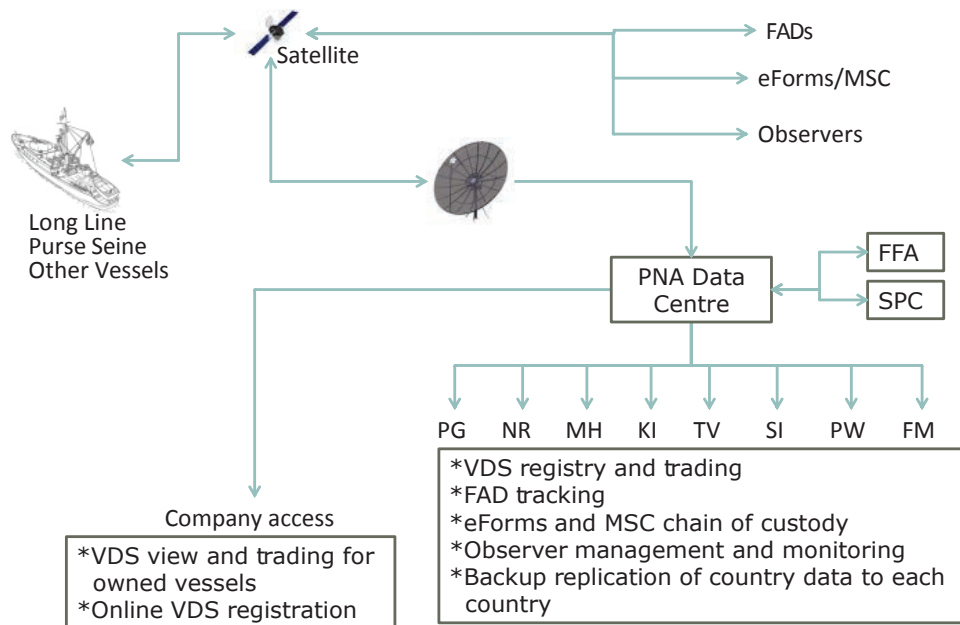 Satellite
FADs
eForms/MSC
Observers
Long Line
Purse Seine
Other Vessels
PNA Data
Centre
FFA
SPC
PG NR MH KI TV SI PW FM
*VDS registry and trading
*FAD tracking
*eForms and MSC chain of custody
*Observer management and monitoring
*Backup replication of country data to each
country
Company access
*VDS view and trading for
owned vessels
*Online VDS registration